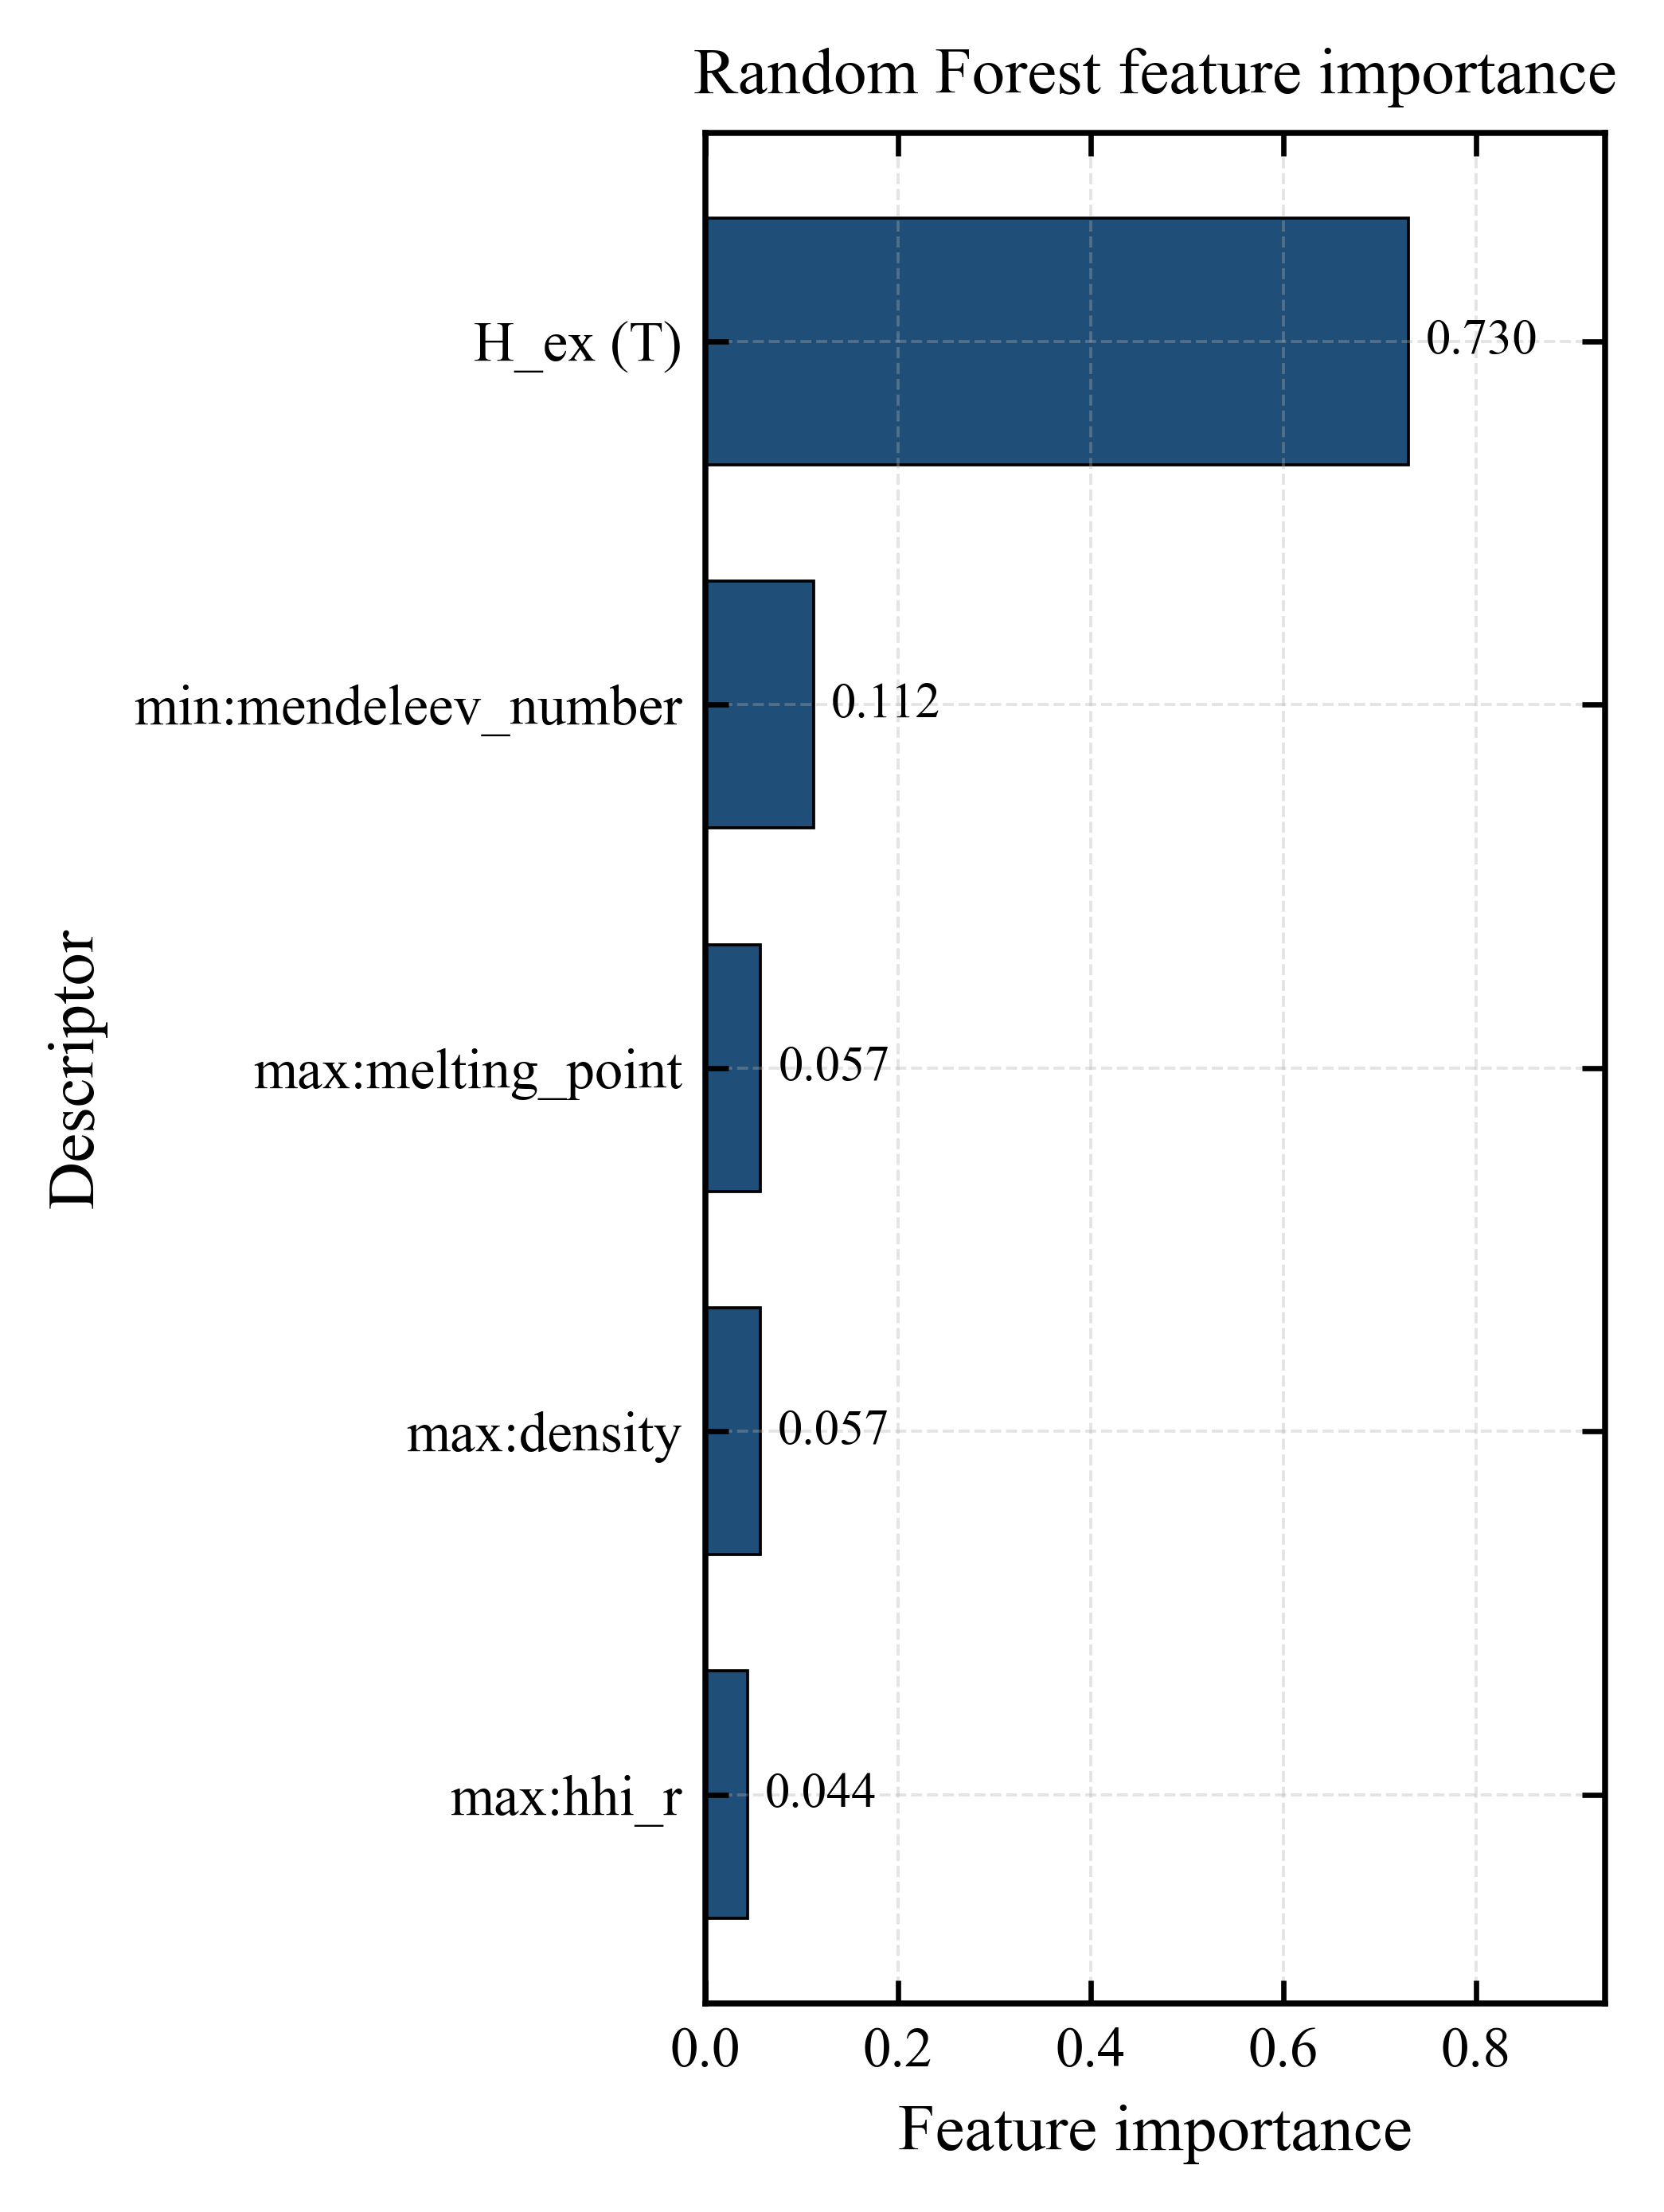 Random Forest feature importance
H_ex (T)
0.730
min:mendeleev_number
0.112
max:melting_point
0.057
max:density
0.057
max:hhi_r
0.044
Descriptor
0.0 0.2 0.4 0.6 0.8
Feature importance